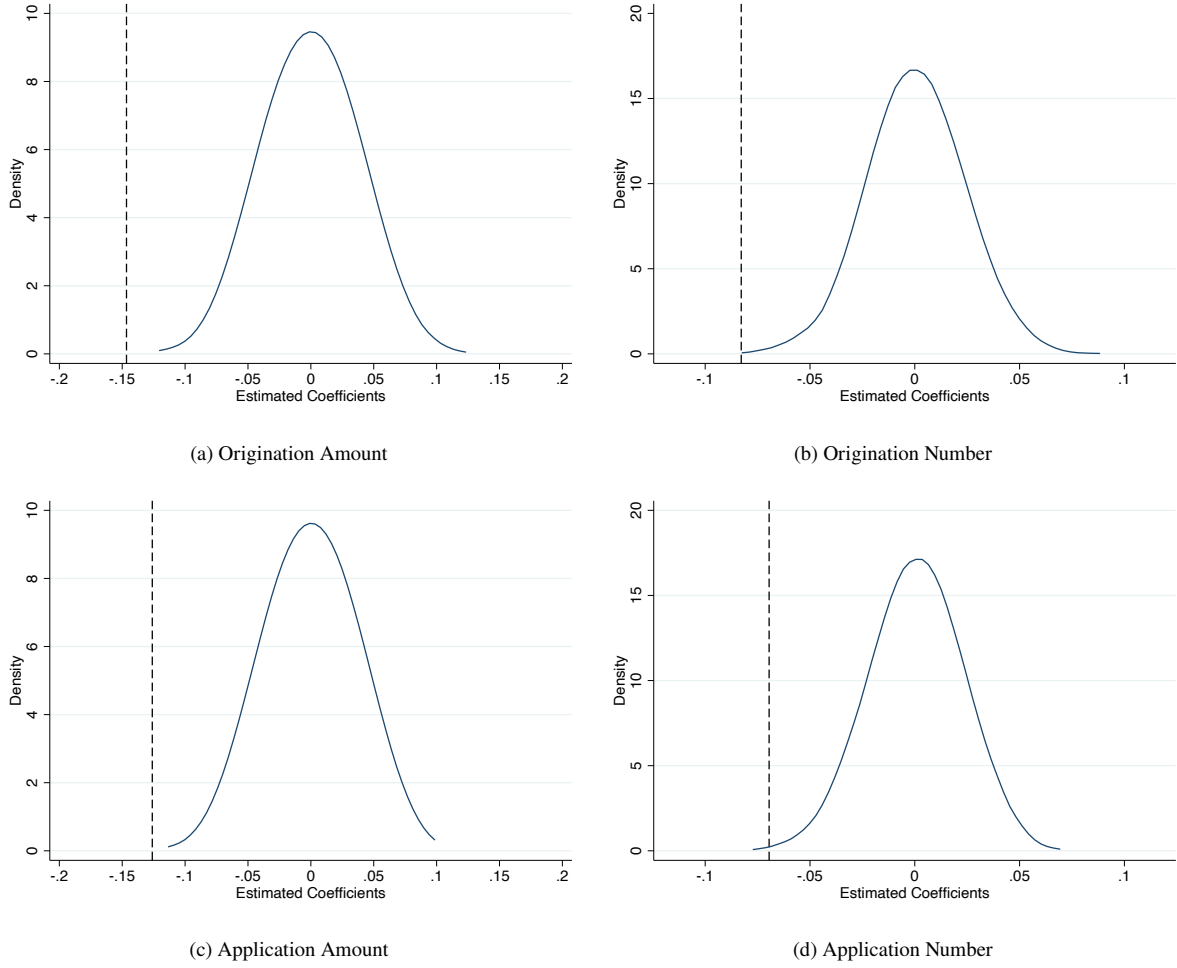 Density
0 2 4 6 8 10
-.2 -.15 -.1 -.05 0 .05 .1 .15 .2
Estimated Coefficients
(a) Origination Amount
Density
0 5 10 15 20
-.1 -.05 0 .05 .1
Estimated Coefficients
(b) Origination Number
Density
0 2 4 6 8 10
-.2 -.15 -.1 -.05 0 .05 .1 .15 .2
Estimated Coefficients
(c) Application Amount
Density
0 5 10 15 20
-.1 -.05 0 .05 .1
Estimated Coefficients
(d) Application Number